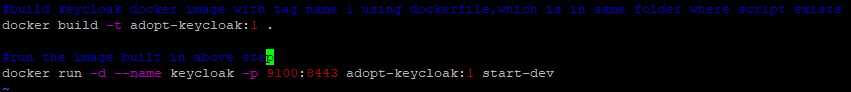 #build keycloak docker image with tag name 1 using dockerfile,which is in same folder where script exists
docker build -t adopt-keycloak:1 .
#run the image built in above step
docker run -d --name keycloak -p 9100:8443 adopt-keycloak:1 start-dev
~